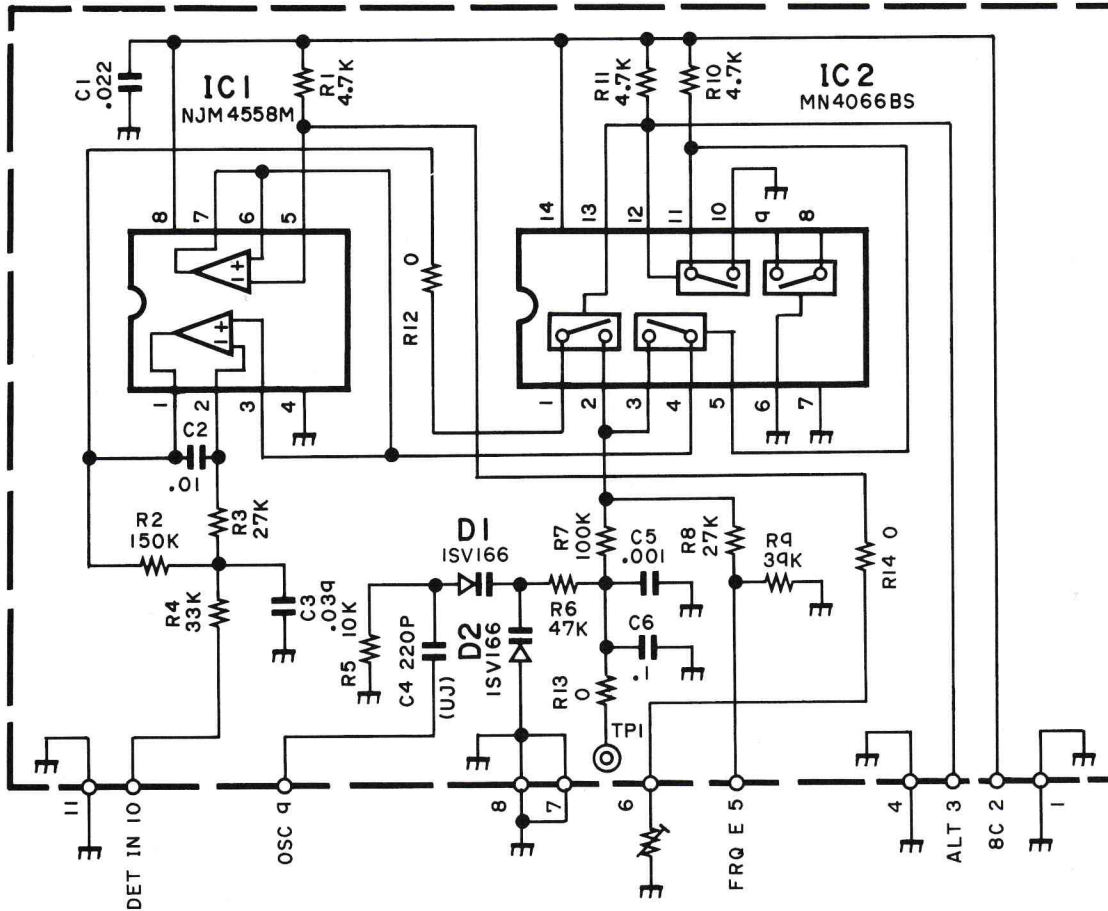 C1
.022
IC1
NJM4558M
R1
4.7K
R11
4.7K
R10
4.7K
IC2
MN4066BS
8
7
6
5
14
13
12
11
10
9
8
R12
0
1
2
3
4
1
2
3
4
5
6
7
C2
.01
R2
150K
R3
27K
R4
33K
C3
.039
10K
R5
C4 220P
(UJ)
D1
1SV166
D2
1SV166
R6
47K
R7
100K
C5
.001
R8
27K
R9
39K
R14 0
C6
.1
R13
0
TP1
11
DET IN 10
OSC 9
8
7
6
FRQ E 5
4
ALT 3
8C 2
1